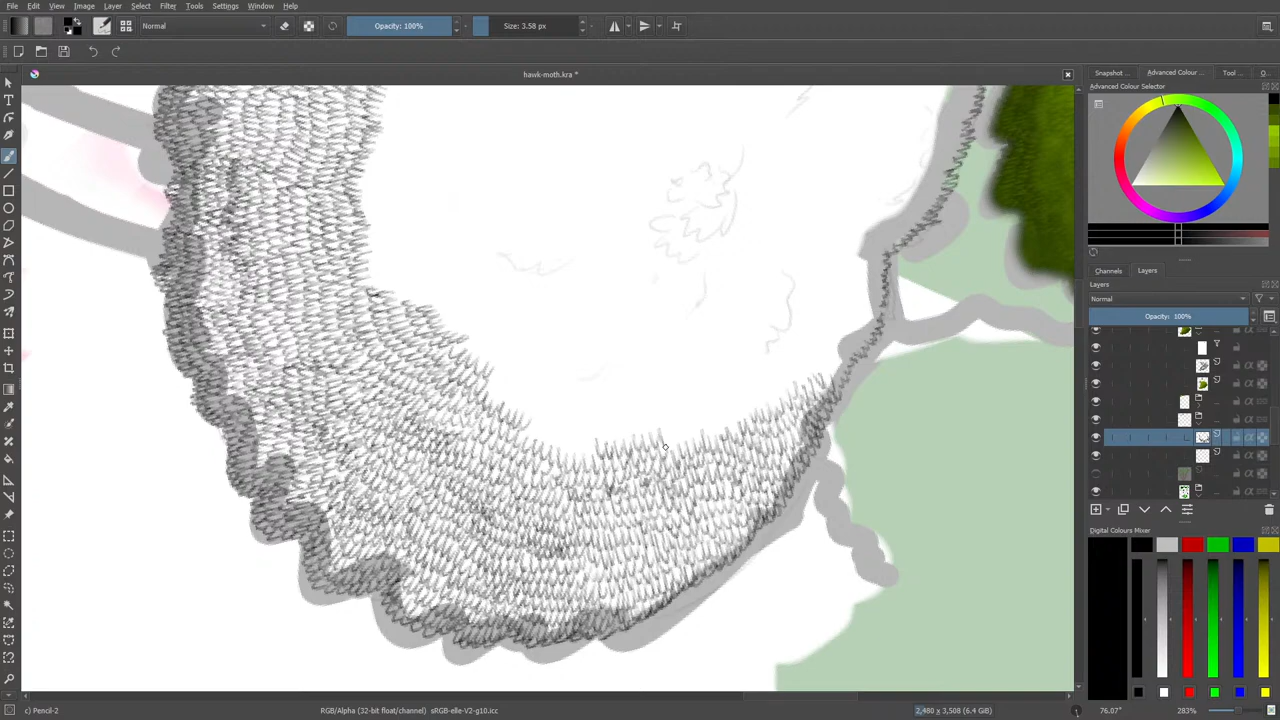 File Edit View Image Layer Select Filter Tools Settings Window Help
Normal Opacity: 100% Size: 3.58 px
hawk-moth.kra *
Snapshot ... Advanced Colour ... Tool ... O...
Advanced Colour Selector
Channels Layers
Layers
Normal
Opacity: 100%
Digital Colours Mixer
c) Pencil-2 RGB/Alpha (32-bit float/channel) sRGB-elle-V2-g10.icc 2,480 x 3,508 (6.4 GiB) 76.07° 283%